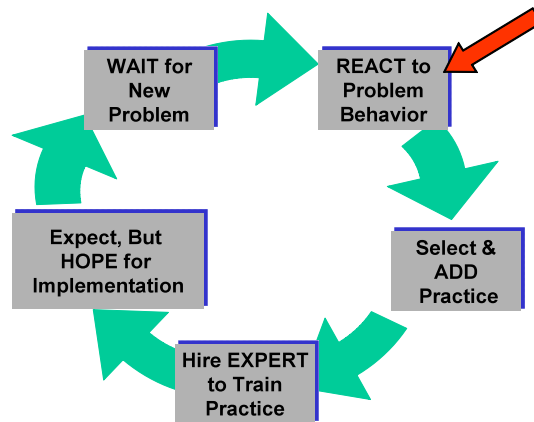 WAIT for
New
Problem
REACT to
Problem
Behavior
Select &
ADD
Practice
Hire EXPERT
to Train
Practice
Expect, But
HOPE for
Implementation